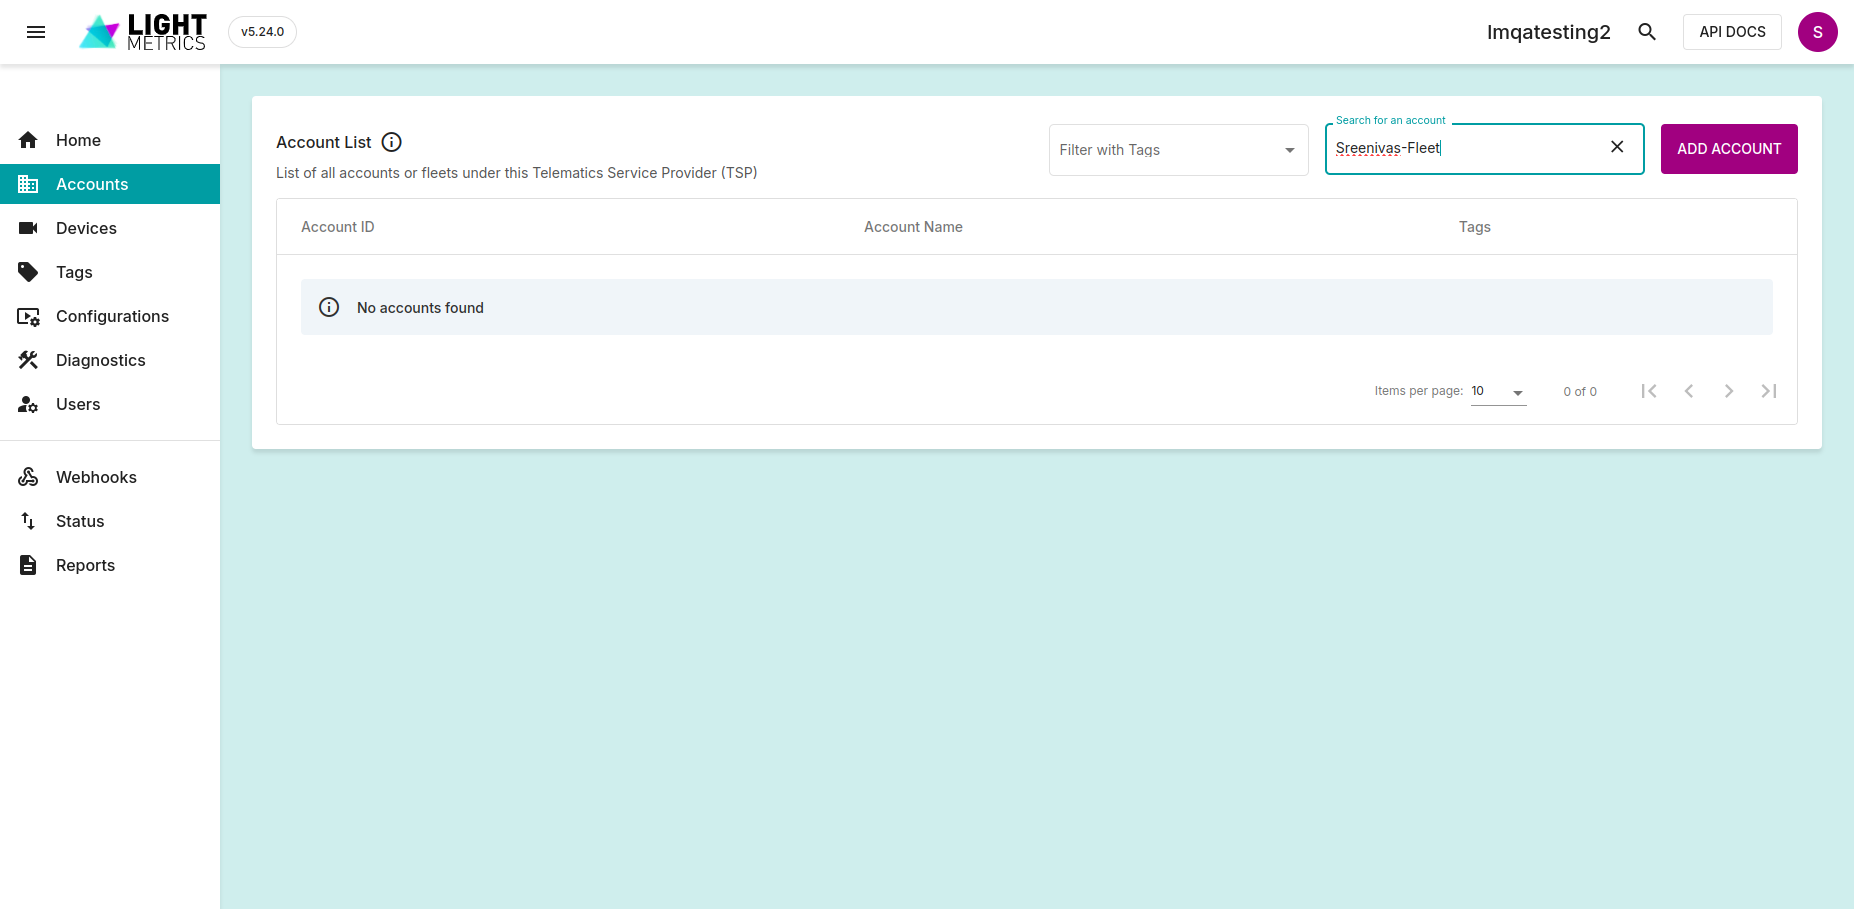 LIGHT
METRICS
v5.24.0
lmqatesting2
API DOCS
S
Home
Accounts
Devices
Tags
Configurations
Diagnostics
Users
Webhooks
Status
Reports
Account List
List of all accounts or fleets under this Telematics Service Provider (TSP)
Filter with Tags
Search for an account
Sreenivas-Fleet
ADD ACCOUNT
Account ID Account Name Tags
No accounts found
Items per page: 10 0 of 0